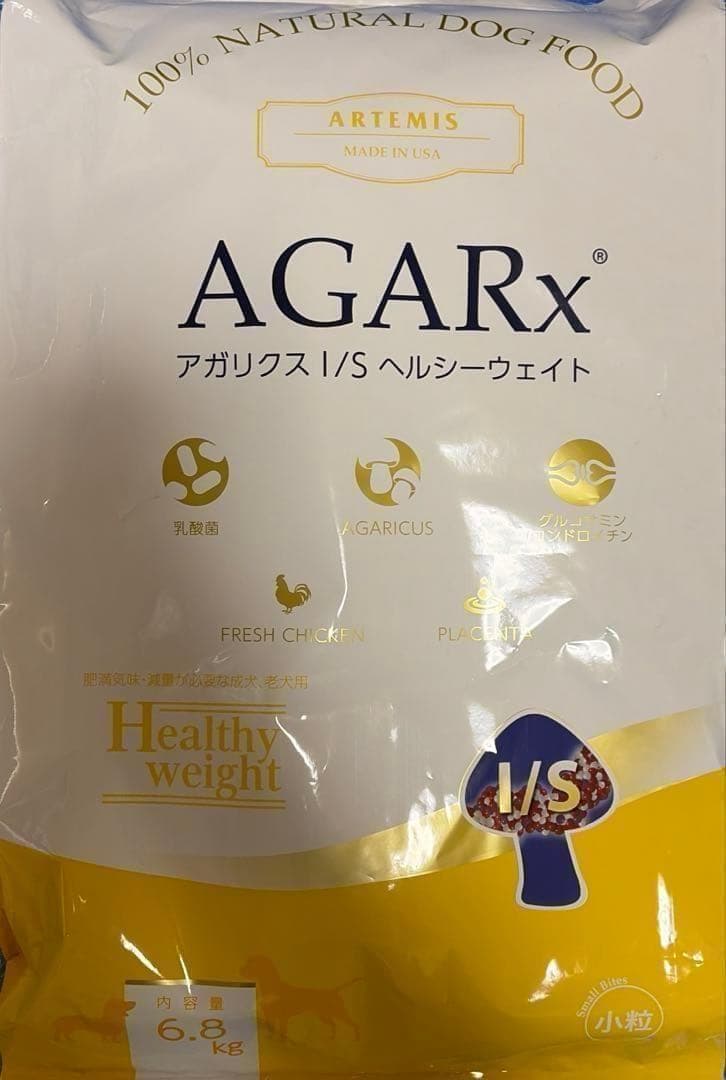 100% NATURAL DOG FOOD
ARTEMIS
MADE IN USA
AGARx®
アガリクス I/S ヘルシーウェイト
乳酸菌
AGARICUS
グルコサミン
コンドロイチン
FRESH CHICKEN
PLACENTA
肥満気味・減量が必要な成犬、老犬用
Healthy
weight
I/S
内容量
6.8
kg
Small Bites
小粒